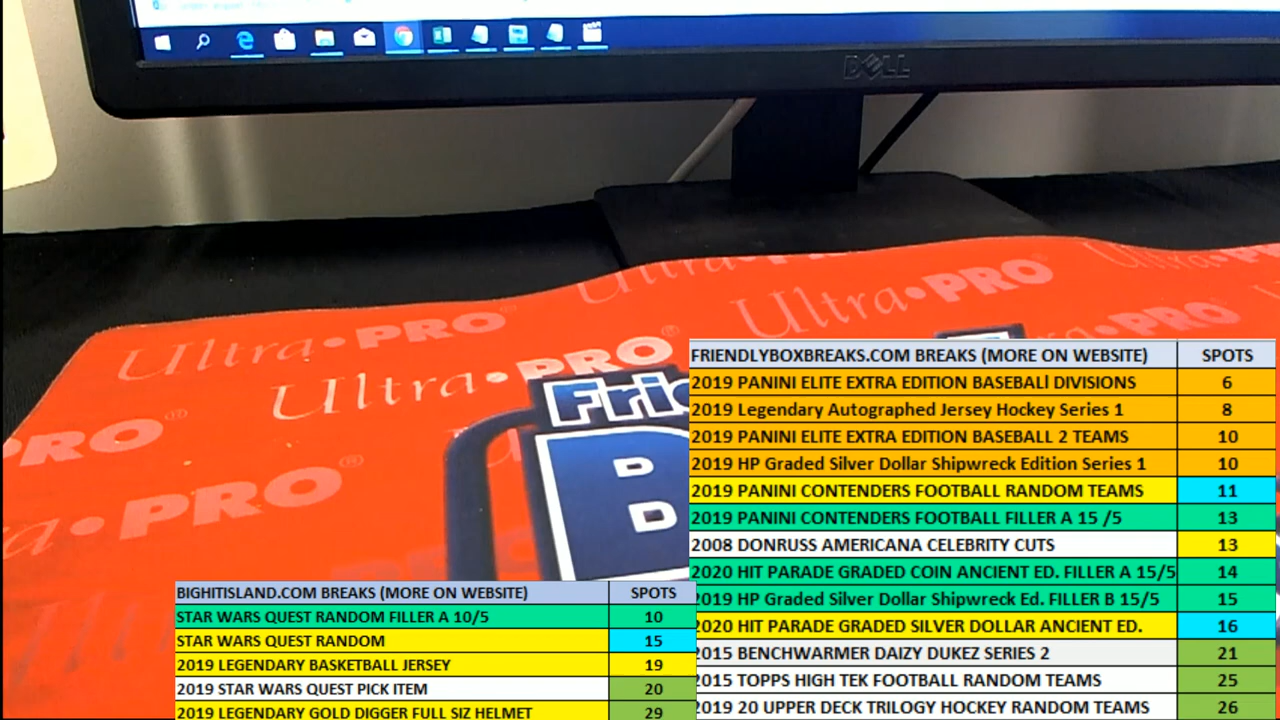 DELL
Ultra PRO®
Ultra PRO
Ultra•PRO®
Ultra•PRO®
Ultra•PRO®
PRO®
PRO®
Fri
B
B
FRIENDLYBOXBREAKS.COM BREAKS (MORE ON WEBSITE) SPOTS
2019 PANINI ELITE EXTRA EDITION BASEBALl DIVISIONS 6
2019 Legendary Autographed Jersey Hockey Series 1 8
2019 PANINI ELITE EXTRA EDITION BASEBALL 2 TEAMS 10
2019 HP Graded Silver Dollar Shipwreck Edition Series 1 10
2019 PANINI CONTENDERS FOOTBALL RANDOM TEAMS 11
2019 PANINI CONTENDERS FOOTBALL FILLER A 15 /5 13
2008 DONRUSS AMERICANA CELEBRITY CUTS 13
2020 HIT PARADE GRADED COIN ANCIENT ED. FILLER A 15/5 14
2019 HP Graded Silver Dollar Shipwreck Ed. FILLER B 15/5 15
2020 HIT PARADE GRADED SILVER DOLLAR ANCIENT ED. 16
2015 BENCHWARMER DAIZY DUKEZ SERIES 2 21
2015 TOPPS HIGH TEK FOOTBALL RANDOM TEAMS 25
2019 20 UPPER DECK TRILOGY HOCKEY RANDOM TEAMS 26
BIGHITISLAND.COM BREAKS (MORE ON WEBSITE) SPOTS
STAR WARS QUEST RANDOM FILLER A 10/5 10
STAR WARS QUEST RANDOM 15
2019 LEGENDARY BASKETBALL JERSEY 19
2019 STAR WARS QUEST PICK ITEM 20
2019 LEGENDARY GOLD DIGGER FULL SIZ HELMET 29